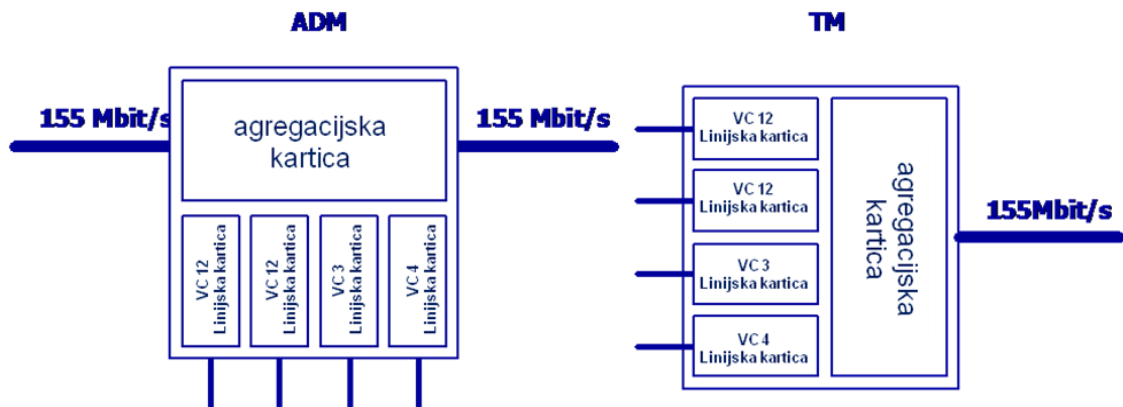 ADM
155 Mbit/s
agregacijska
kartica
155 Mbit/s
VC 12
Linijska kartica
VC 12
Linijska kartica
VC 3
Linijska kartica
VC 4
Linijska kartica
TM
VC 12
Linijska kartica
VC 12
Linijska kartica
VC 3
Linijska kartica
VC 4
Linijska kartica
agregacijska
kartica
155Mbit/s